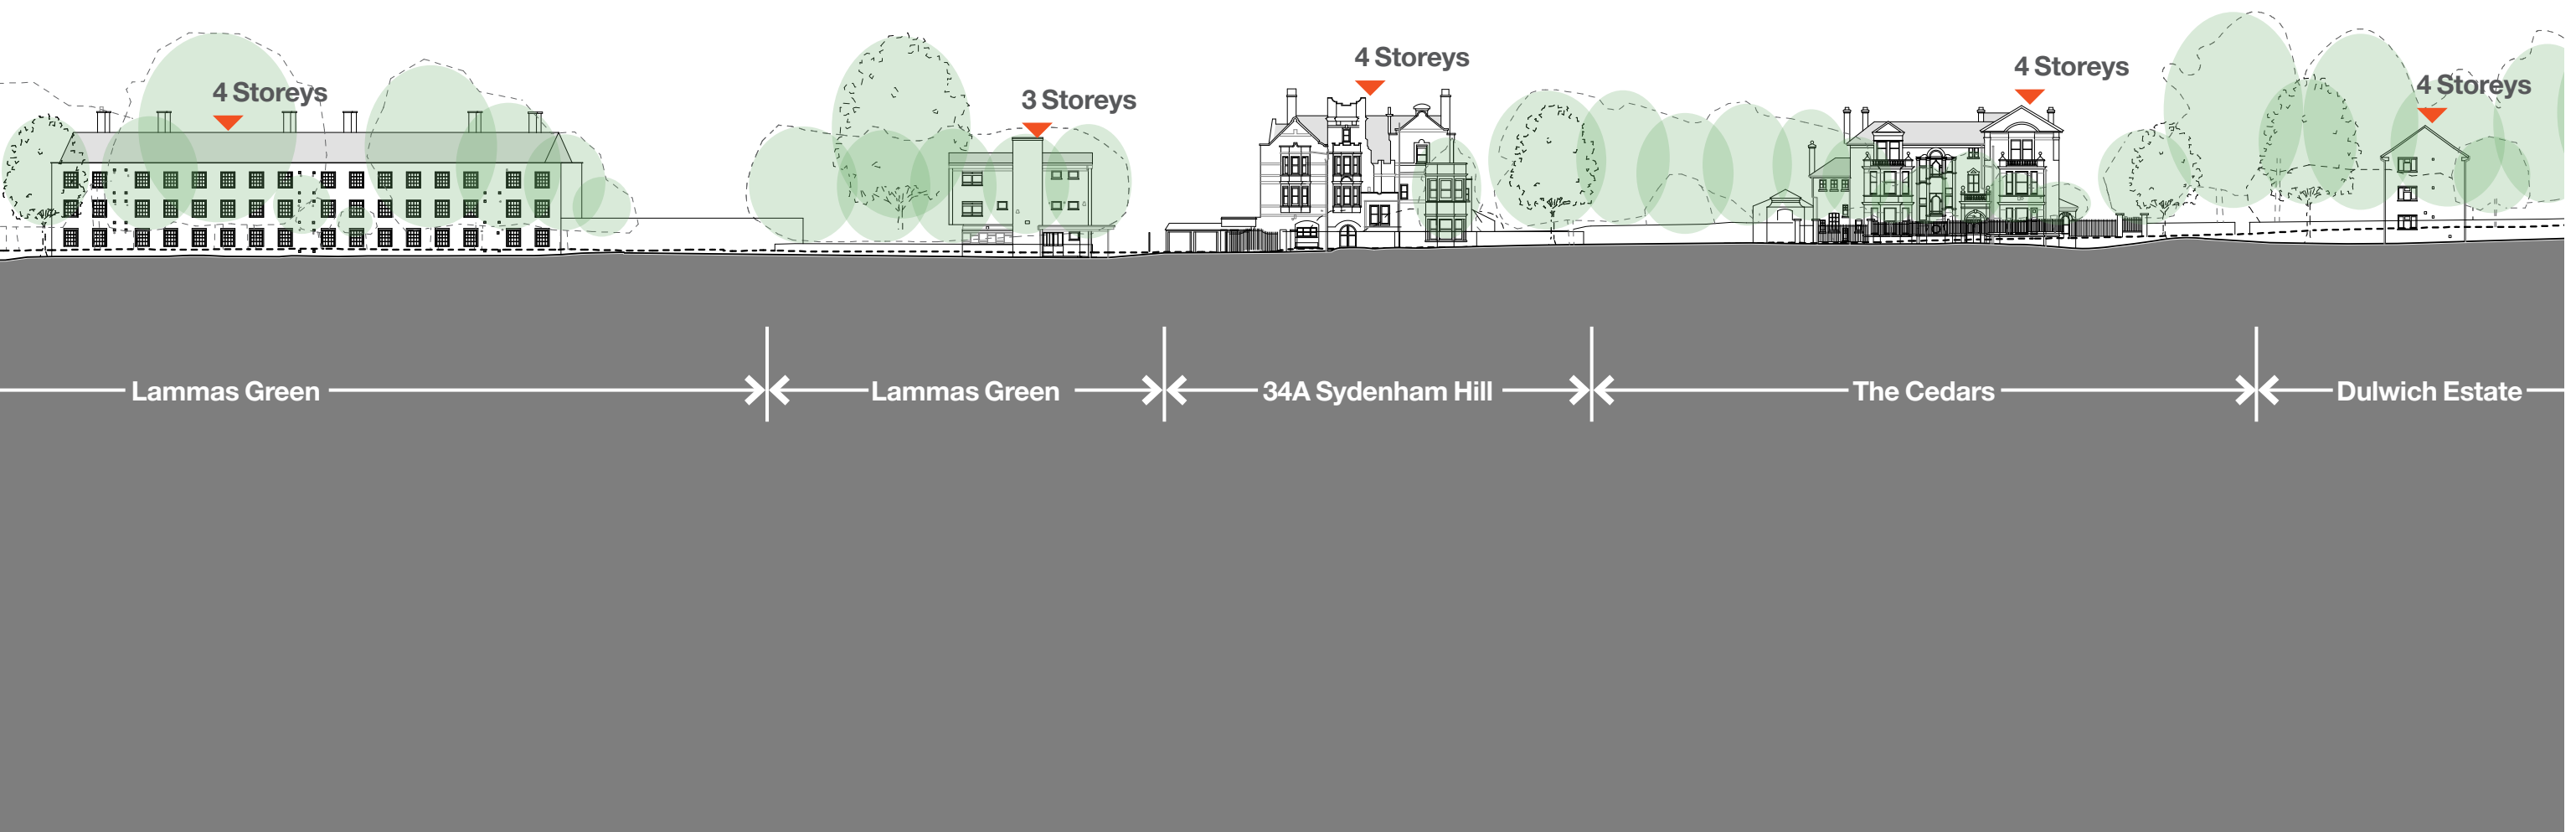 4 Storeys
3 Storeys
4 Storeys
4 Storeys
4 Storeys
Lammas Green
Lammas Green
34A Sydenham Hill
The Cedars
Dulwich Estate